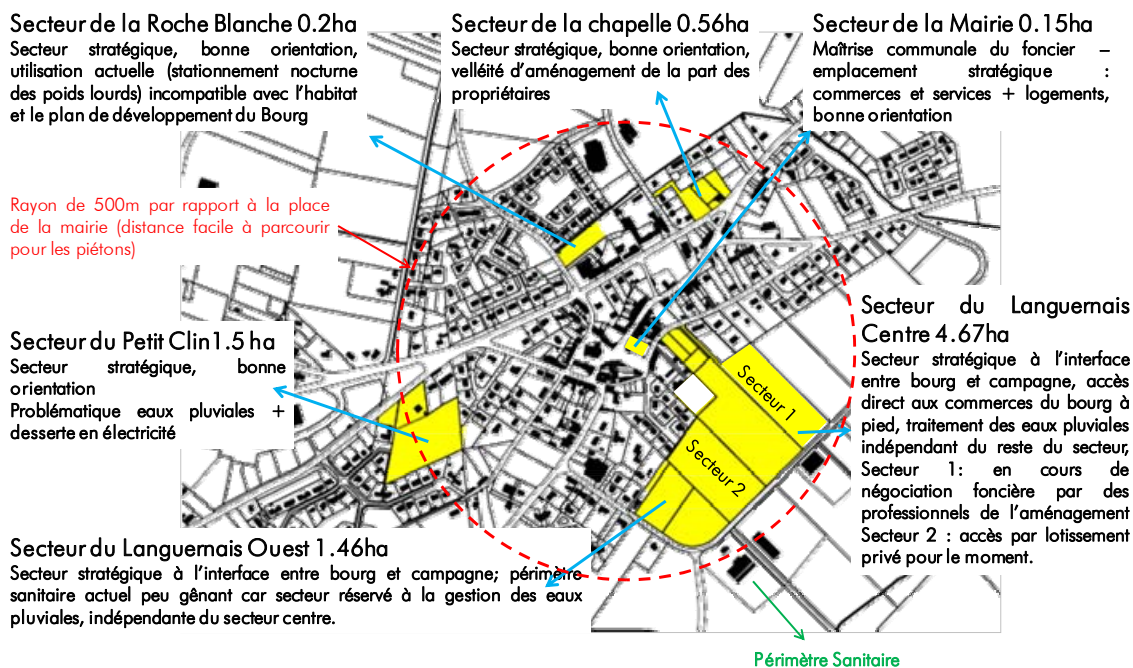 Secteur de la Roche Blanche 0.2ha
Secteur stratégique, bonne orientation,
utilisation actuelle (stationnement nocturne
des poids lourds) incompatible avec l'habitat
et le plan de développement du Bourg
Secteur de la chapelle 0.56ha
Secteur stratégique, bonne orientation,
velléité d'aménagement de la part des
propriétaires
Secteur de la Mairie 0.15ha
Maîtrise communale du foncier –
emplacement stratégique :
commerces et services + logements,
bonne orientation
Rayon de 500m par rapport à la place
de la mairie (distance facile à parcourir
pour les piétons)
Secteur du Petit Clin1.5 ha
Secteur stratégique, bonne
orientation
Problématique eaux pluviales +
desserte en électricité
Secteur 1
Secteur 2
Secteur du Languernais
Centre 4.67ha
Secteur stratégique à l'interface
entre bourg et campagne, accès
direct aux commerces du bourg à
pied, traitement des eaux pluviales
indépendant du reste du secteur,
Secteur 1: en cours de
négociation foncière par des
professionnels de l'aménagement
Secteur 2 : accès par lotissement
privé pour le moment.
Secteur du Languernais Ouest 1.46ha
Secteur stratégique à l'interface entre bourg et campagne; périmètre
sanitaire actuel peu gênant car secteur réservé à la gestion des eaux
pluviales, indépendante du secteur centre.
Périmètre Sanitaire